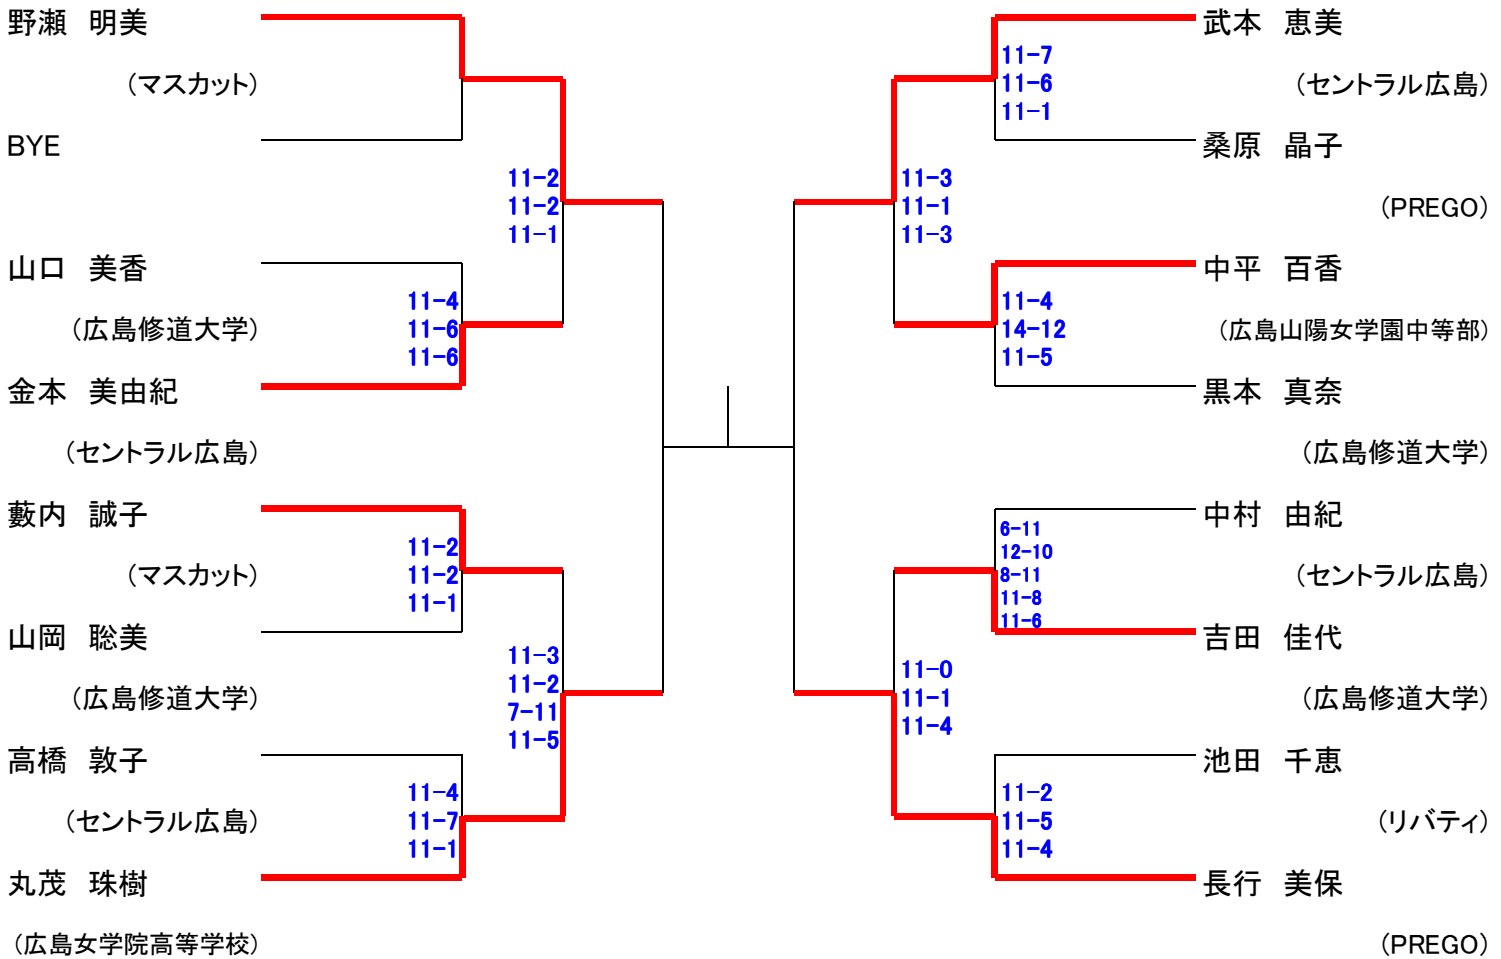 野瀬　明美
（マスカット）
BYE
11-2
11-2
11-1
山口　美香
（広島修道大学）
11-4
11-6
11-6
金本　美由紀
（セントラル広島）
藪内　誠子
（マスカット）
11-2
11-2
11-1
山岡　聡美
（広島修道大学）
11-3
11-2
7-11
11-5
高橋　敦子
（セントラル広島）
11-4
11-7
11-1
丸茂　珠樹
（広島女学院高等学校）
武本　恵美
（セントラル広島）
11-7
11-6
11-1
桑原　晶子
（PREGO）
11-3
11-1
11-3
中平　百香
（広島山陽女学園中等部）
11-4
14-12
11-5
黒本　真奈
（広島修道大学）
中村　由紀
（セントラル広島）
6-11
12-10
8-11
11-8
11-6
吉田　佳代
（広島修道大学）
11-0
11-1
11-4
池田　千恵
（リバティ）
11-2
11-5
11-4
長行　美保
（PREGO）